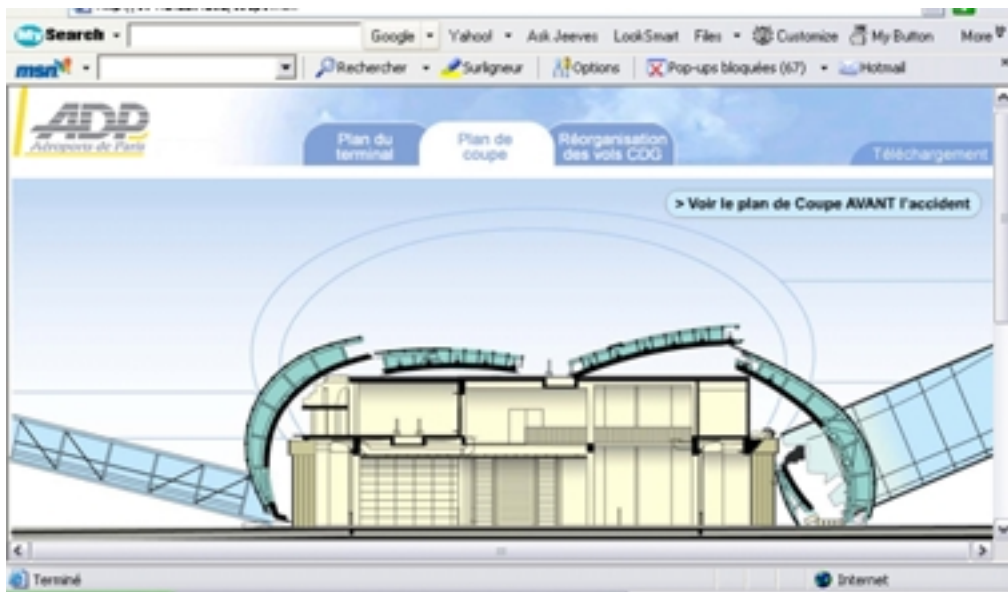 My Search
Google Yahoo! Ask Jeeves LookSmart Files Customize My Button More
msn Rechercher Surligneur Options Pop-ups bloquées (67) Hotmail
ADP
Aéroports de Paris
Plan du terminal
Plan de coupe
Réorganisation des vols CDG
Téléchargement
> Voir le plan de Coupe AVANT l'accident
Terminé
Internet